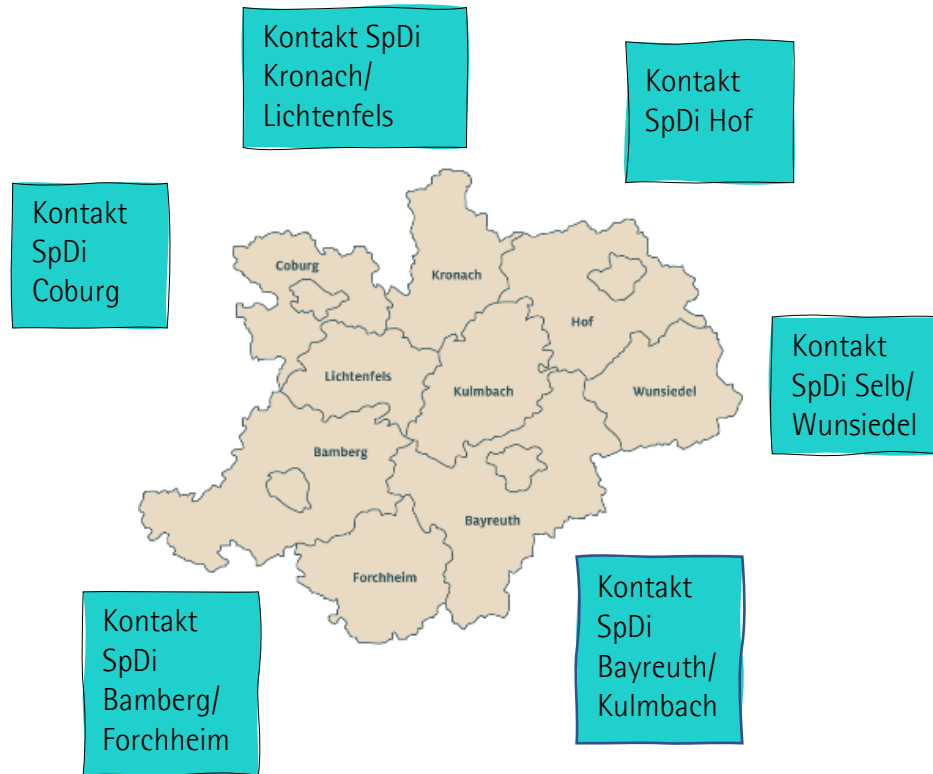 Kontakt SpDi
Kronach/
Lichtenfels
Kontakt
SpDi Hof
Kontakt
SpDi
Coburg
Coburg
Kronach
Hof
Lichtenfels
Kulmbach
Wunsiedel
Bamberg
Bayreuth
Forchheim
Kontakt
SpDi Selb/
Wunsiedel
Kontakt
SpDi
Bamberg/
Forchheim
Kontakt
SpDi
Bayreuth/
Kulmbach